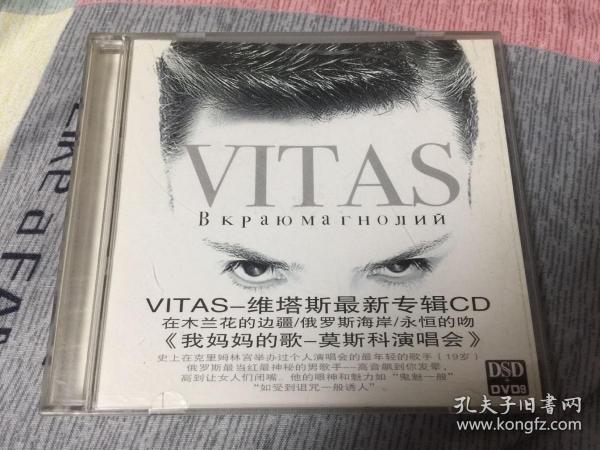 VITAS
В краю магнолий
VITAS-维塔斯最新专辑CD
在木兰花的边疆/俄罗斯海岸/永恒的吻
《我妈妈的歌-莫斯科演唱会》
史上在克里姆林宫举办过个人演唱会的最年轻的歌手(19岁)
俄罗斯最当红最神秘的男歌手--高音飙到你发晕,
高到让女人们闭嘴。他的眼神和魅力如“鬼魅一般”
“如受到诅咒一般诱人”。
DSD
+
DVD9
LIKE a FEA
孔夫子旧书网
www.kongfz.com